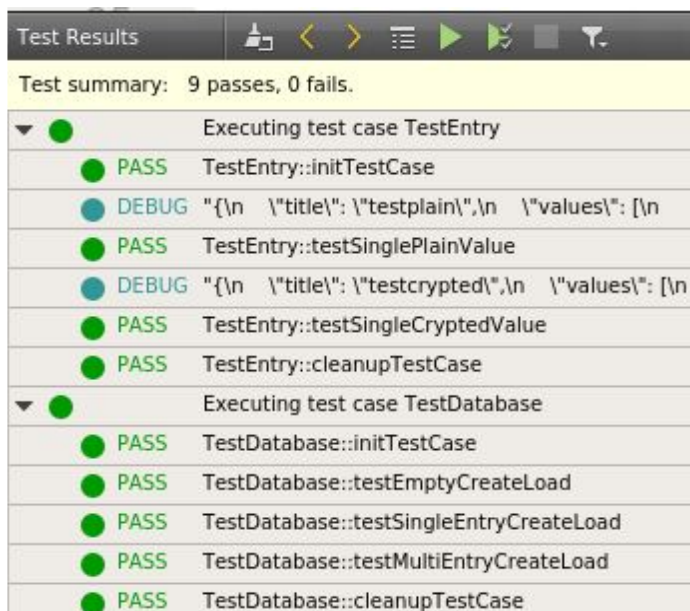 Test Results
Test summary: 9 passes, 0 fails.
Executing test case TestEntry
PASS TestEntry::initTestCase
DEBUG "{\n \"title\": \"testplain\",\n \"values\": [\n
PASS TestEntry::testSinglePlainValue
DEBUG "{\n \"title\": \"testcrypted\",\n \"values\": [\n
PASS TestEntry::testSingleCryptedValue
PASS TestEntry::cleanupTestCase
Executing test case TestDatabase
PASS TestDatabase::initTestCase
PASS TestDatabase::testEmptyCreateLoad
PASS TestDatabase::testSingleEntryCreateLoad
PASS TestDatabase::testMultiEntryCreateLoad
PASS TestDatabase::cleanupTestCase